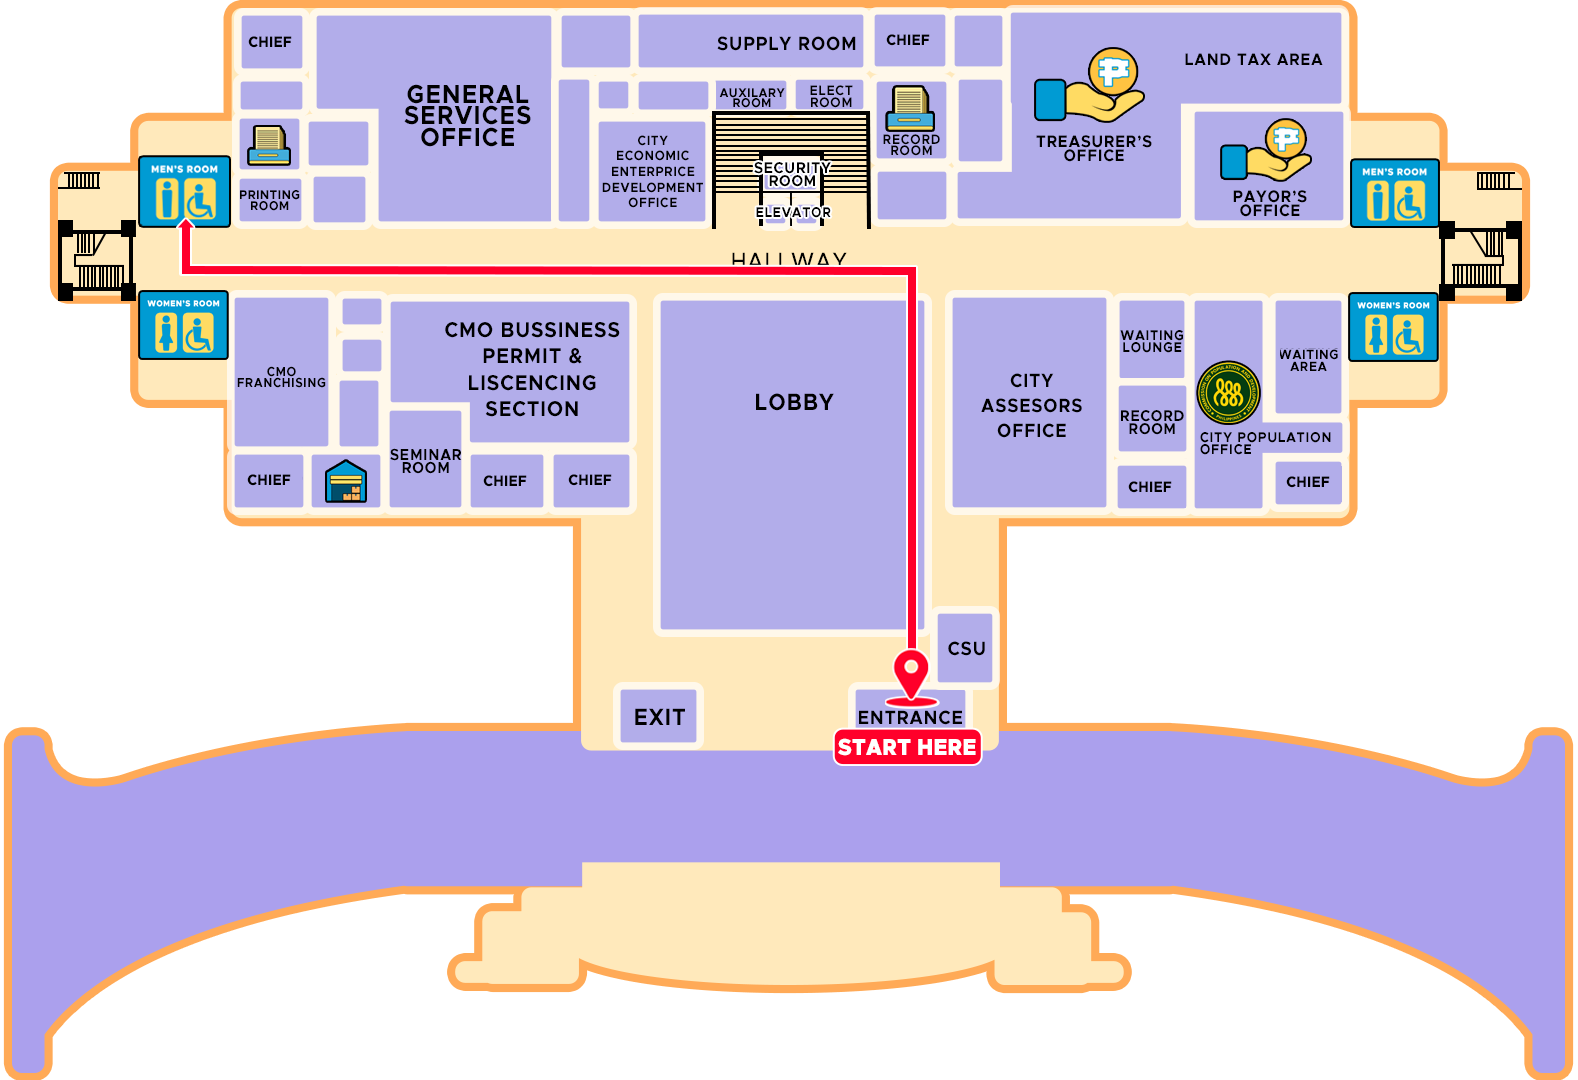 CHIEF
GENERAL
SERVICES
OFFICE
SUPPLY ROOM
CHIEF
LAND TAX AREA
AUXILARY
ROOM
ELECT
ROOM
CITY
ECONOMIC
ENTERPRICE
DEVELOPMENT
OFFICE
RECORD
ROOM
TREASURER'S
OFFICE
SECURITY
ROOM
ELEVATOR
MEN'S ROOM
PRINTING
ROOM
PAYOR'S
OFFICE
MEN'S ROOM
HALLWAY
WOMEN'S ROOM
CMO
FRANCHISING
CMO BUSSINESS
PERMIT &
LISCENCING
SECTION
LOBBY
CITY
ASSESORS
OFFICE
WAITING
LOUNGE
WAITING
AREA
WOMEN'S ROOM
RECORD
ROOM
CITY POPULATION
OFFICE
SEMINAR
ROOM
CHIEF
CHIEF
CHIEF
CHIEF
CHIEF
CSU
EXIT
ENTRANCE
START HERE